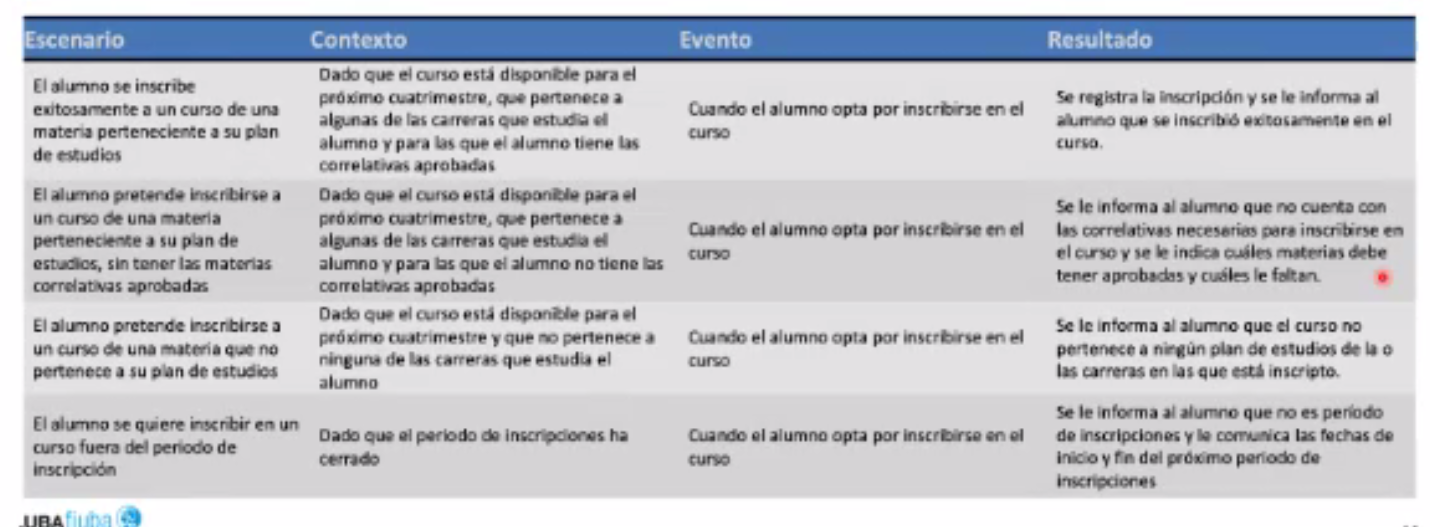 Escenario
Contexto
Evento
Resultado
El alumno se inscribe
exitosamente a un curso de una
materia perteneciente a su plan
de estudios
Dado que el curso está disponible para el
próximo cuatrimestre, que pertenece a
algunas de las carreras que estudia el
alumno y para las que el alumno tiene las
correlativas aprobadas
Cuando el alumno opta por inscribirse en el
curso
Se registra la inscripción y se le informa al
alumno que se inscribió exitosamente en el
curso.
El alumno pretende inscribirse a
un curso de una materia
perteneciente a su plan de
estudios, sin tener las materias
correlativas aprobadas
Dado que el curso está disponible para el
próximo cuatrimestre, que pertenece a
algunas de las carreras que estudia el
alumno y para las que el alumno no tiene las
correlativas aprobadas
Cuando el alumno opta por inscribirse en el
curso
Se le informa al alumno que no cuenta con
las correlativas necesarias para inscribirse en
el curso y se le indica cuáles materias debe
tener aprobadas y cuáles le faltan.
El alumno pretende inscribirse a
un curso de una materia que no
pertenece a su plan de estudios
Dado que el curso está disponible para el
próximo cuatrimestre y que no pertenece a
ninguna de las carreras que estudia el
alumno
Cuando el alumno opta por inscribirse en el
curso
Se le informa al alumno que el curso no
pertenece a ningún plan de estudios de la o
las carreras en las que está inscripto.
El alumno se quiere inscribir en un
curso fuera del periodo de
inscripción
Dado que el periodo de inscripciones ha
cerrado
Cuando el alumno opta por inscribirse en el
curso
Se le informa al alumno que no es período
de inscripciones y le comunica las fechas de
inicio y fin del próximo periodo de
inscripciones
.UBAfiuba